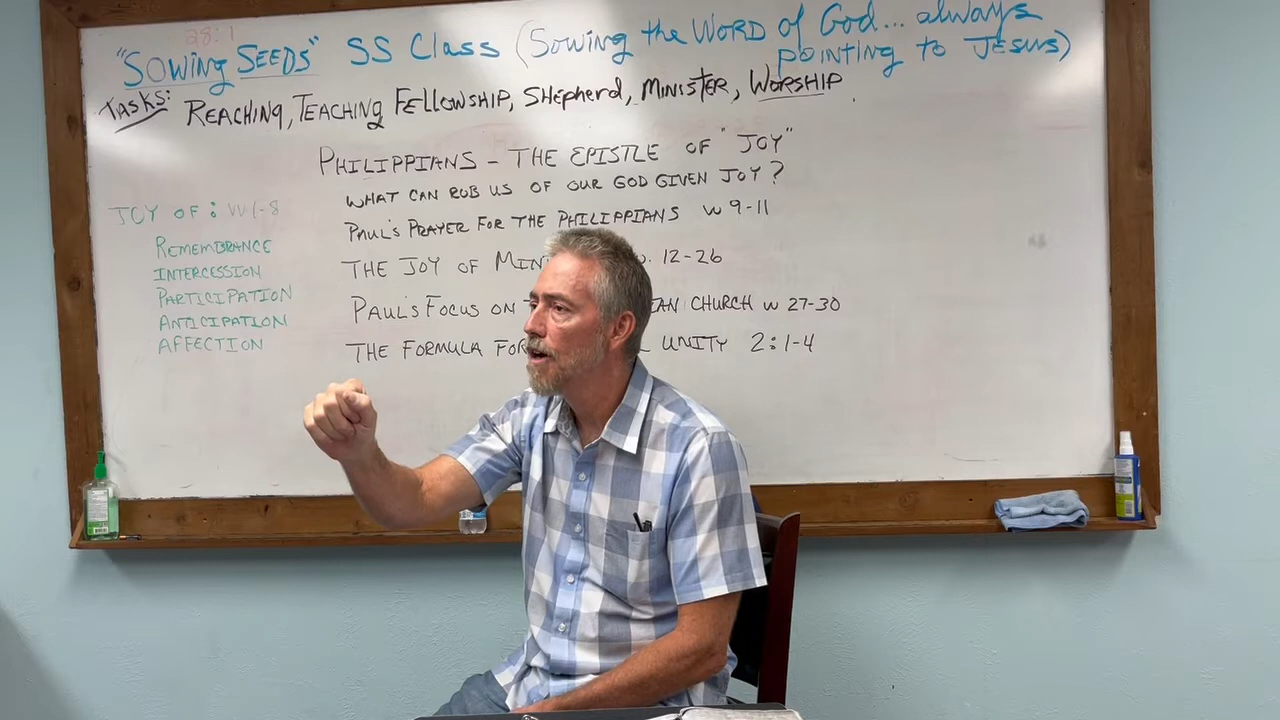 28:1
"SOWING SEEDS" SS Class (SOWING THE WORD OF GOD... always
pointing to JESUS)
TASKS: REACHING, TEACHING FELLOWSHIP, SHEPHERD, MINISTER, WORSHIP
PHILIPPIANS - THE EPISTLE OF "JOY"
WHAT CAN ROB US OF OUR GOD GIVEN JOY?
PAUL'S PRAYER FOR THE PHILIPPIANS vv 9-11
THE JOY OF 12-26
PAUL'S FOCUS ON CHURCH vv 27-30
THE FORMULA FOR UNITY 2:1-4
JOY OF: VV 1-8
REMEMBRANCE
INTERCESSION
PARTICIPATION
ANTICIPATION
AFFECTION